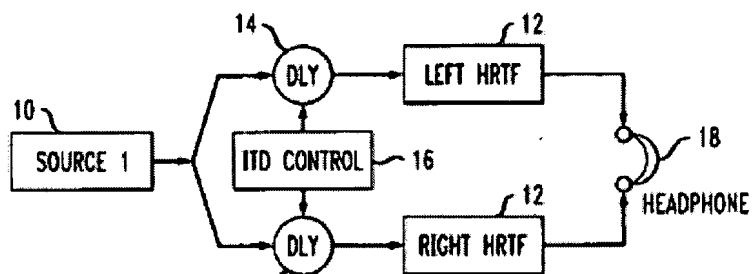 14
12
DLY
LEFT HRTF
10
SOURCE 1
ITD CONTROL
16
18
12
HEADPHONE
DLY
RIGHT HRTF